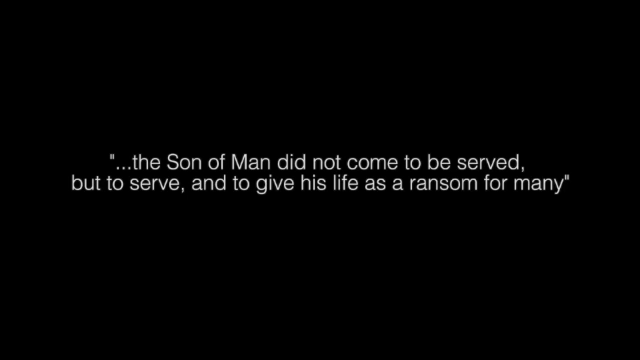 "...the Son of Man did not come to be served,
but to serve, and to give his life as a ransom for many"